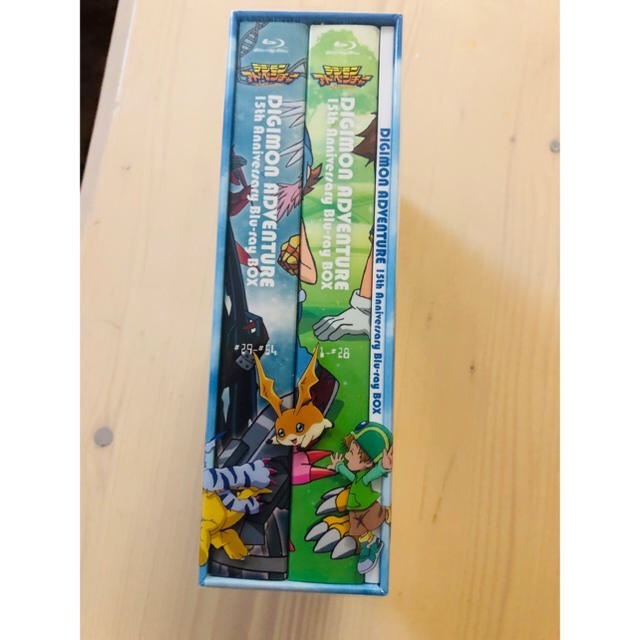 デジモン
アドベンチャー
DIGIMON ADVENTURE
15th Anniversary Blu-ray BOX
#29-#54
デジモン
アドベンチャー
DIGIMON ADVENTURE
15th Anniversary Blu-ray BOX
1-#28
DIGIMON ADVENTURE 15th Anniversary Blu-ray BOX